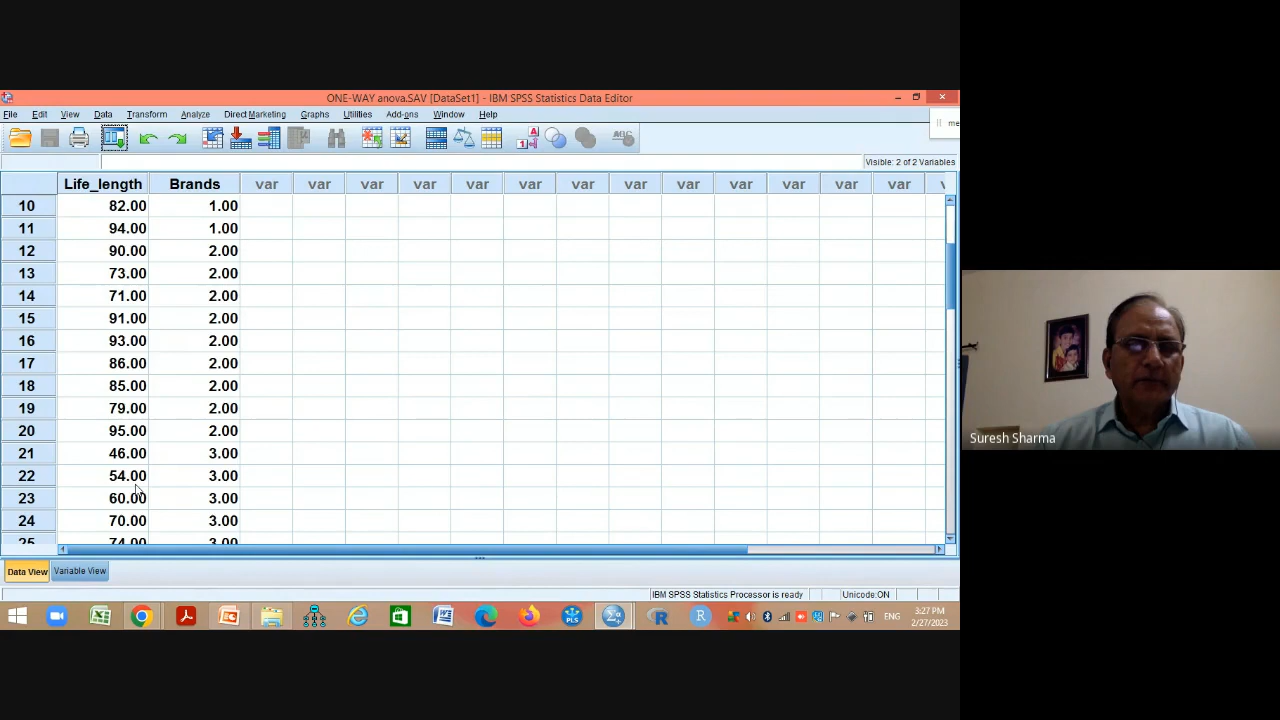 ONE-WAY anova.SAV [DataSet1] - IBM SPSS Statistics Data Editor
File Edit View Data Transform Analyze Direct Marketing Graphs Utilities Add-ons Window Help
me
Visible: 2 of 2 Variables
Life_length Brands var var var var var var var var var var var var var
10 82.00 1.00
11 94.00 1.00
12 90.00 2.00
13 73.00 2.00
14 71.00 2.00
15 91.00 2.00
16 93.00 2.00
17 86.00 2.00
18 85.00 2.00
19 79.00 2.00
20 95.00 2.00
21 46.00 3.00
22 54.00 3.00
23 60.00 3.00
24 70.00 3.00
25 74.00 3.00
Data View Variable View
IBM SPSS Statistics Processor is ready Unicode:ON
PLS
ENG
3:27 PM
2/27/2023
Suresh Sharma